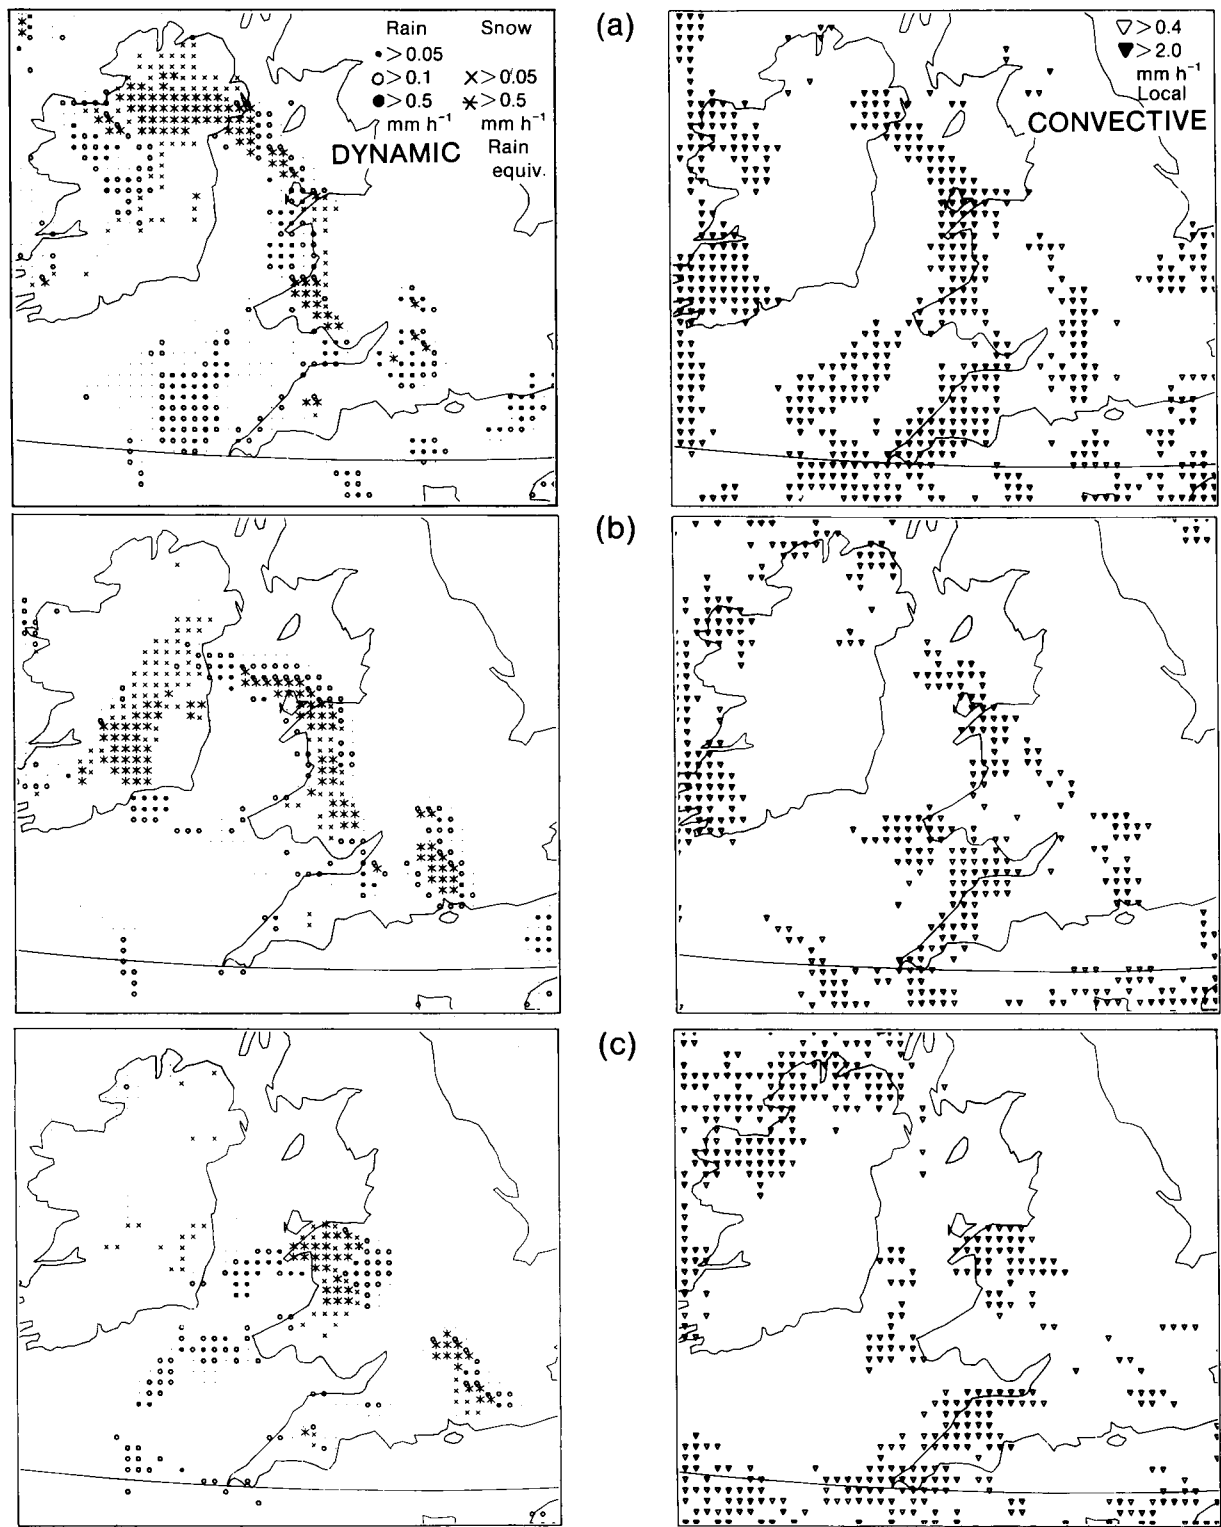 (a)
Rain Snow
• > 0.05
○ > 0.1 × > 0.05
● > 0.5 ✳ > 0.5
mm h⁻¹ mm h⁻¹
DYNAMIC Rain
equiv.
▽ > 0.4
▼ > 2.0
mm h⁻¹
Local
CONVECTIVE
(b)
(c)